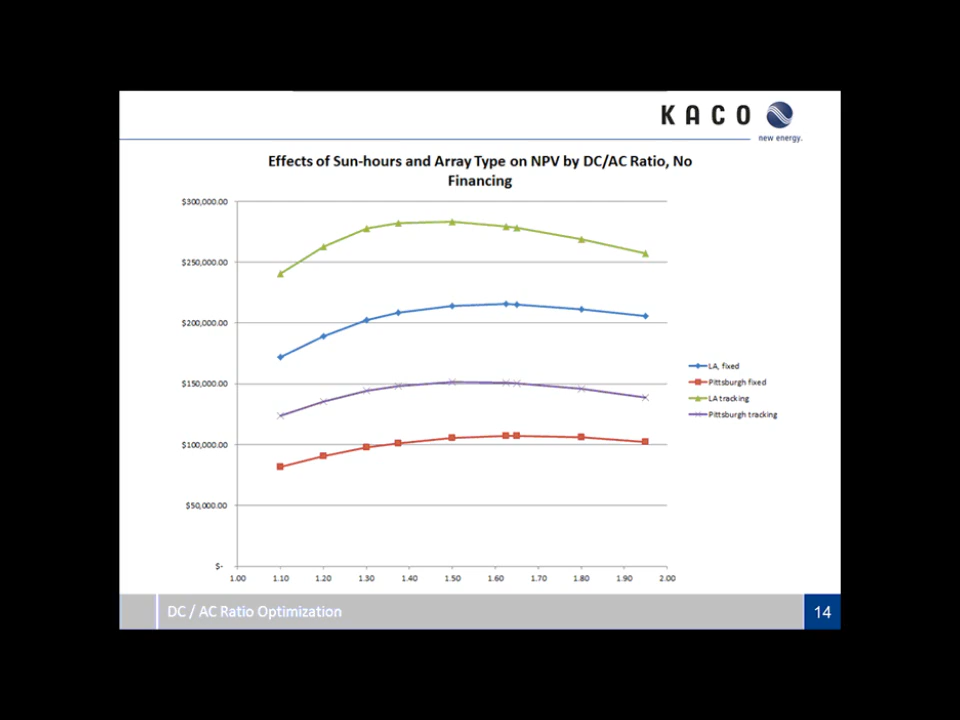 KACO
new energy.
Effects of Sun-hours and Array Type on NPV by DC/AC Ratio, No
Financing
$300,000.00
$250,000.00
$200,000.00
$150,000.00
$100,000.00
$50,000.00
$-
1.00 1.10 1.20 1.30 1.40 1.50 1.60 1.70 1.80 1.90 2.00
LA, fixed
Pittsburgh fixed
LA tracking
Pittsburgh tracking
DC / AC Ratio Optimization
14